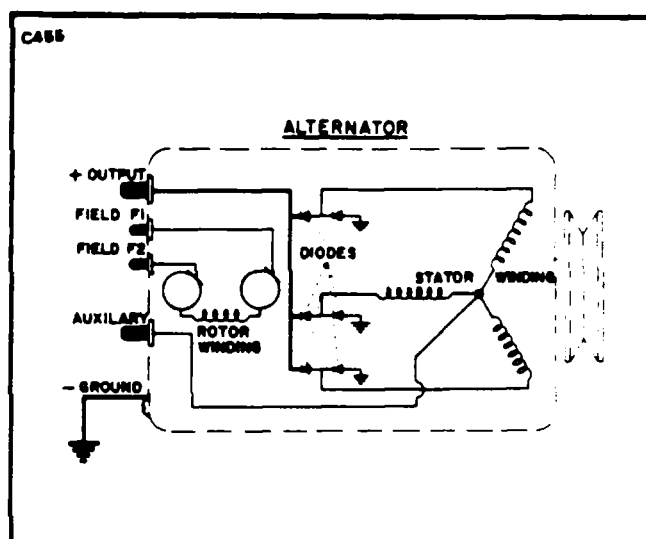 C455
ALTERNATOR
+ OUTPUT
FIELD F1
FIELD F2
DIODES
STATOR WINDING
AUXILARY
ROTOR
WINDING
- GROUND